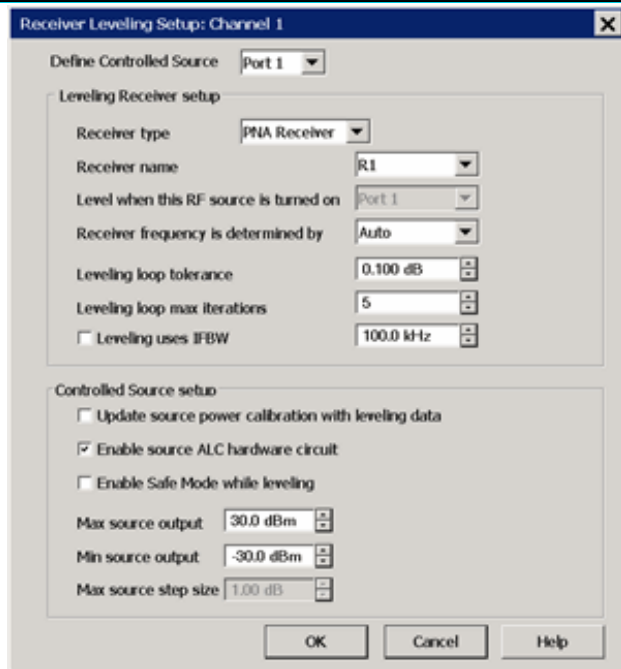 Receiver Leveling Setup: Channel 1
Define Controlled Source Port 1
Leveling Receiver setup
Receiver type PNA Receiver
Receiver name R1
Level when this RF source is turned on Port 1
Receiver frequency is determined by Auto
Leveling loop tolerance 0.100 dB
Leveling loop max iterations 5
Leveling uses IFBW 100.0 kHz
Controlled Source setup
Update source power calibration with leveling data
Enable source ALC hardware circuit
Enable Safe Mode while leveling
Max source output 30.0 dBm
Min source output -30.0 dBm
Max source step size 1.00 dB
OK Cancel Help